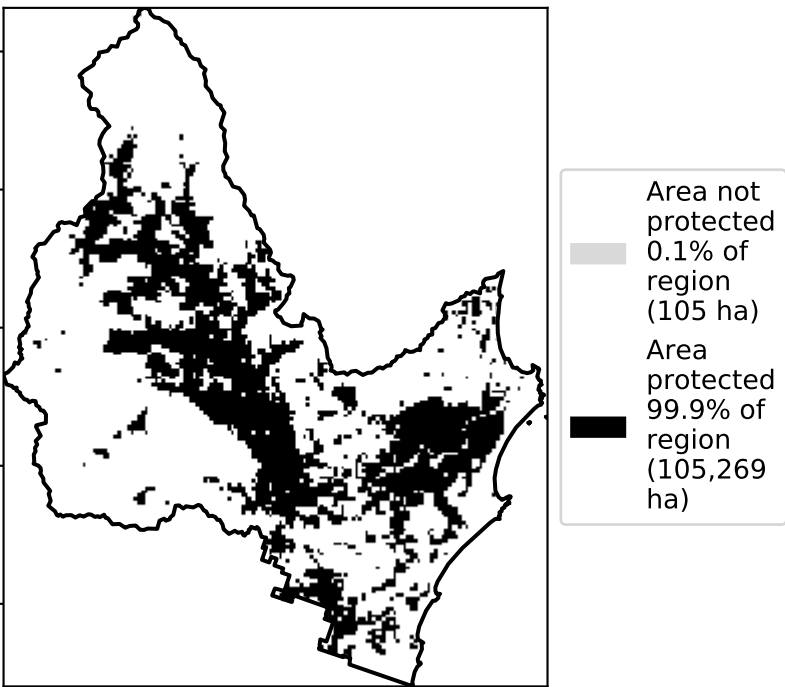 Area not
protected
0.1% of
region
(105 ha)
Area
protected
99.9% of
region
(105,269
ha)